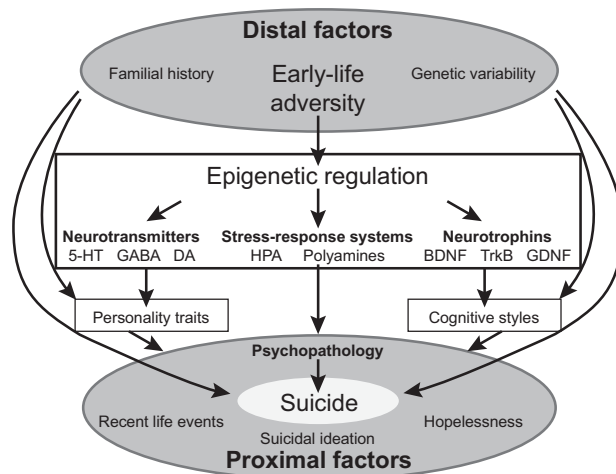 Distal factors
Familial history
Early-life
adversity
Genetic variability
Epigenetic regulation
Neurotransmitters
5-HT GABA DA
Stress-response systems
HPA Polyamines
Neurotrophins
BDNF TrkB GDNF
Personality traits
Cognitive styles
Psychopathology
Suicide
Recent life events
Hopelessness
Suicidal ideation
Proximal factors